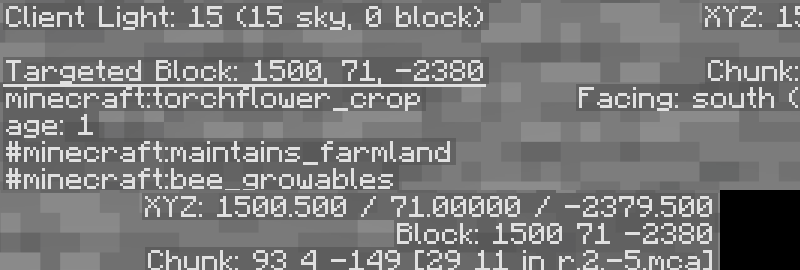 Client Light: 15 (15 sky, 0 block)
XYZ: 15
Targeted Block: 1500, 71, -2380
Chunk:
minecraft:torchflower_crop
Facing: south (
age: 1
#minecraft:maintains_farmland
#minecraft:bee_growables
XYZ: 1500.500 / 71.00000 / -2379.500
Block: 1500 71 -2380
Chunk: 93 4 -149 [29 11 in r.2.-5.mca]